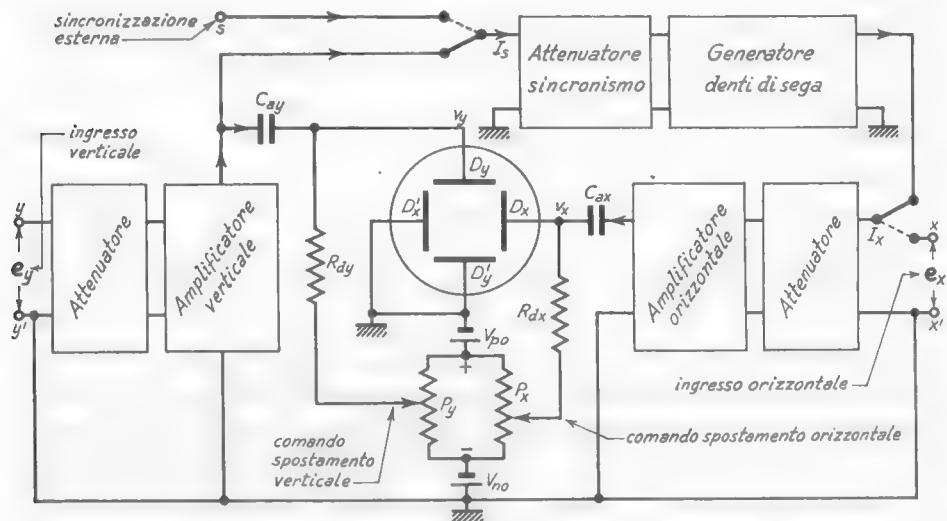 sincronizzazione
esterna
s
I_s
Attenuatore
sincronismo
Generatore
denti di sega
C_ay
v_y
ingresso
verticale
D_y
D'_x
D_x
D'_y
v_x
C_ax
y
e_y
y'
Attenuatore
Amplificatore
verticale
R_dy
R_dx
Amplificatore
orizzontale
Attenuatore
I_x
x
e_x
x'
V_po
+
P_y
P_x
−
V_no
ingresso orizzontale
comando
spostamento
verticale
comando spostamento orizzontale